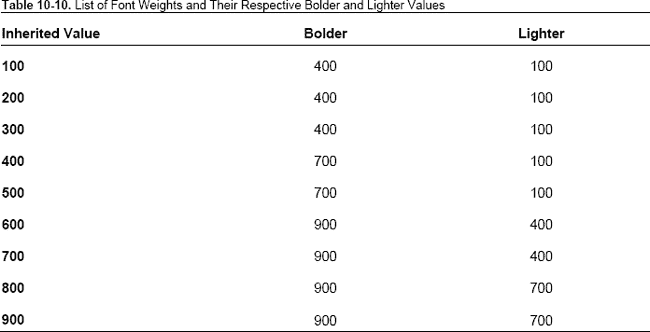 Table 10-10. List of Font Weights and Their Respective Bolder and Lighter Values
Inherited Value Bolder Lighter
100 400 100
200 400 100
300 400 100
400 700 100
500 700 100
600 900 400
700 900 400
800 900 700
900 900 700